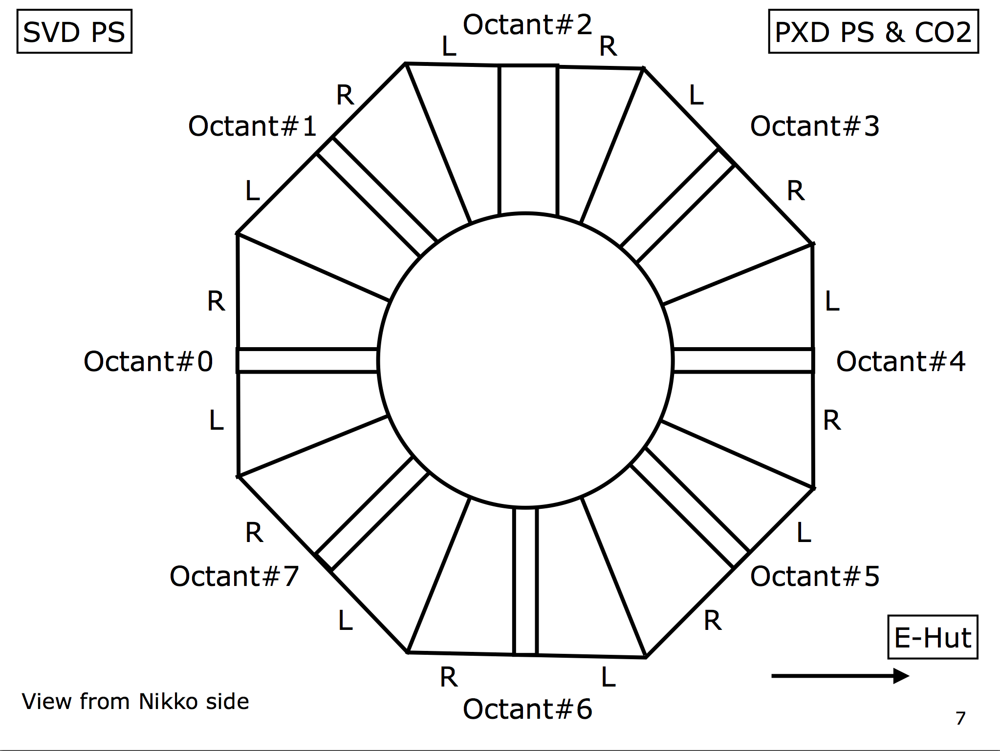 SVD PS
Octant#2
PXD PS & CO2
L
R
R
L
Octant#1
Octant#3
L
R
R
L
Octant#0
Octant#4
L
R
R
L
Octant#7
Octant#5
L
R
E-Hut
R
L
View from Nikko side
Octant#6
7